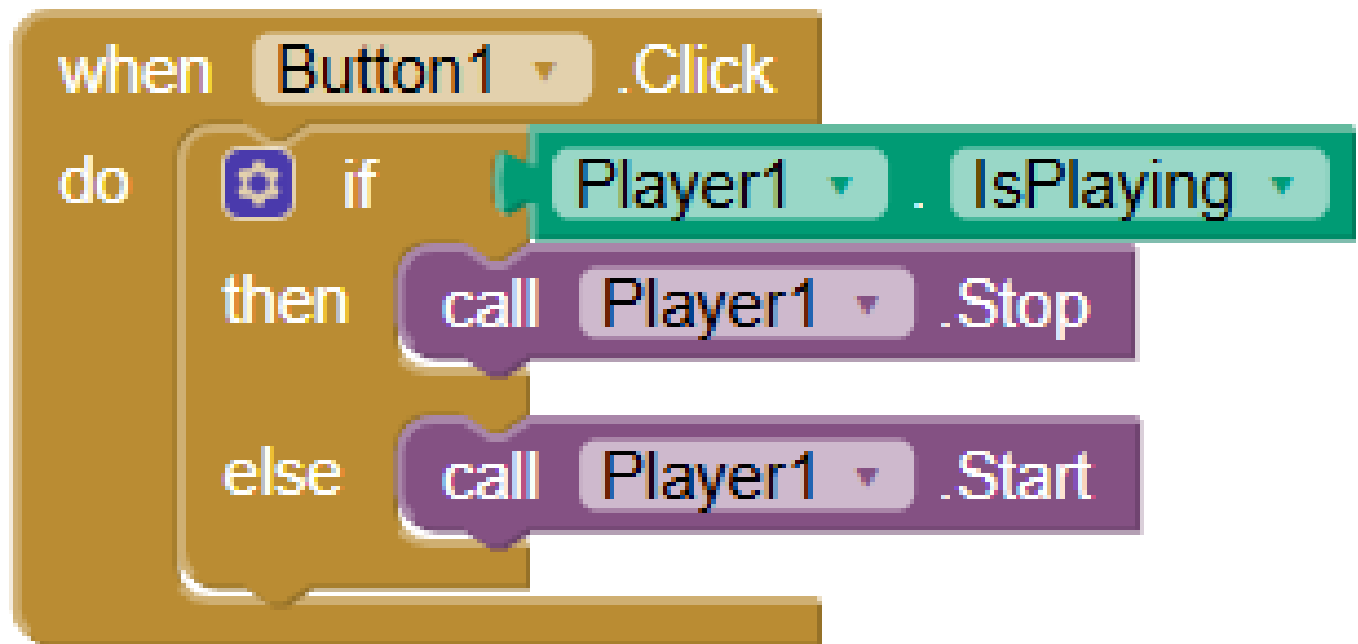 when Button1 .Click
do if Player1 . IsPlaying
then call Player1 .Stop
else call Player1 .Start